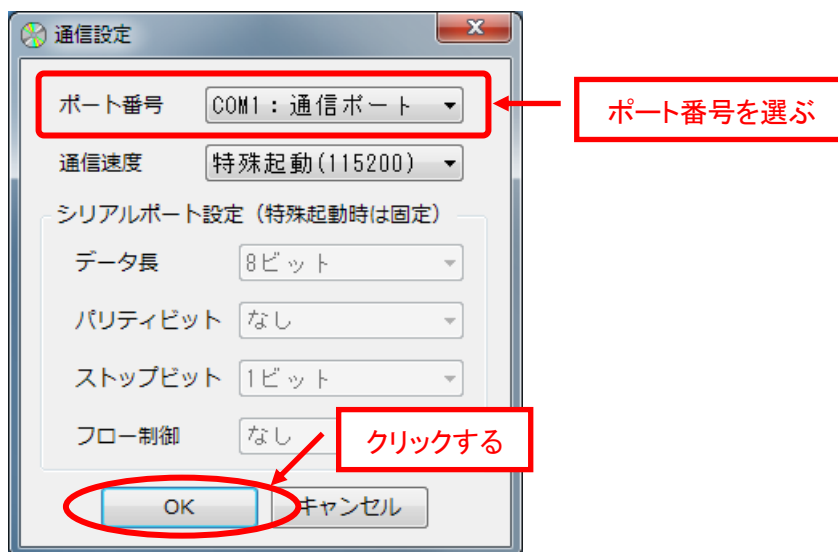 通信設定
ポート番号
COM1：通信ポート
ポート番号を選ぶ
通信速度
特殊起動(115200)
シリアルポート設定（特殊起動時は固定）
データ長
8ビット
パリティビット
なし
ストップビット
1ビット
フロー制御
なし
クリックする
OK
キャンセル